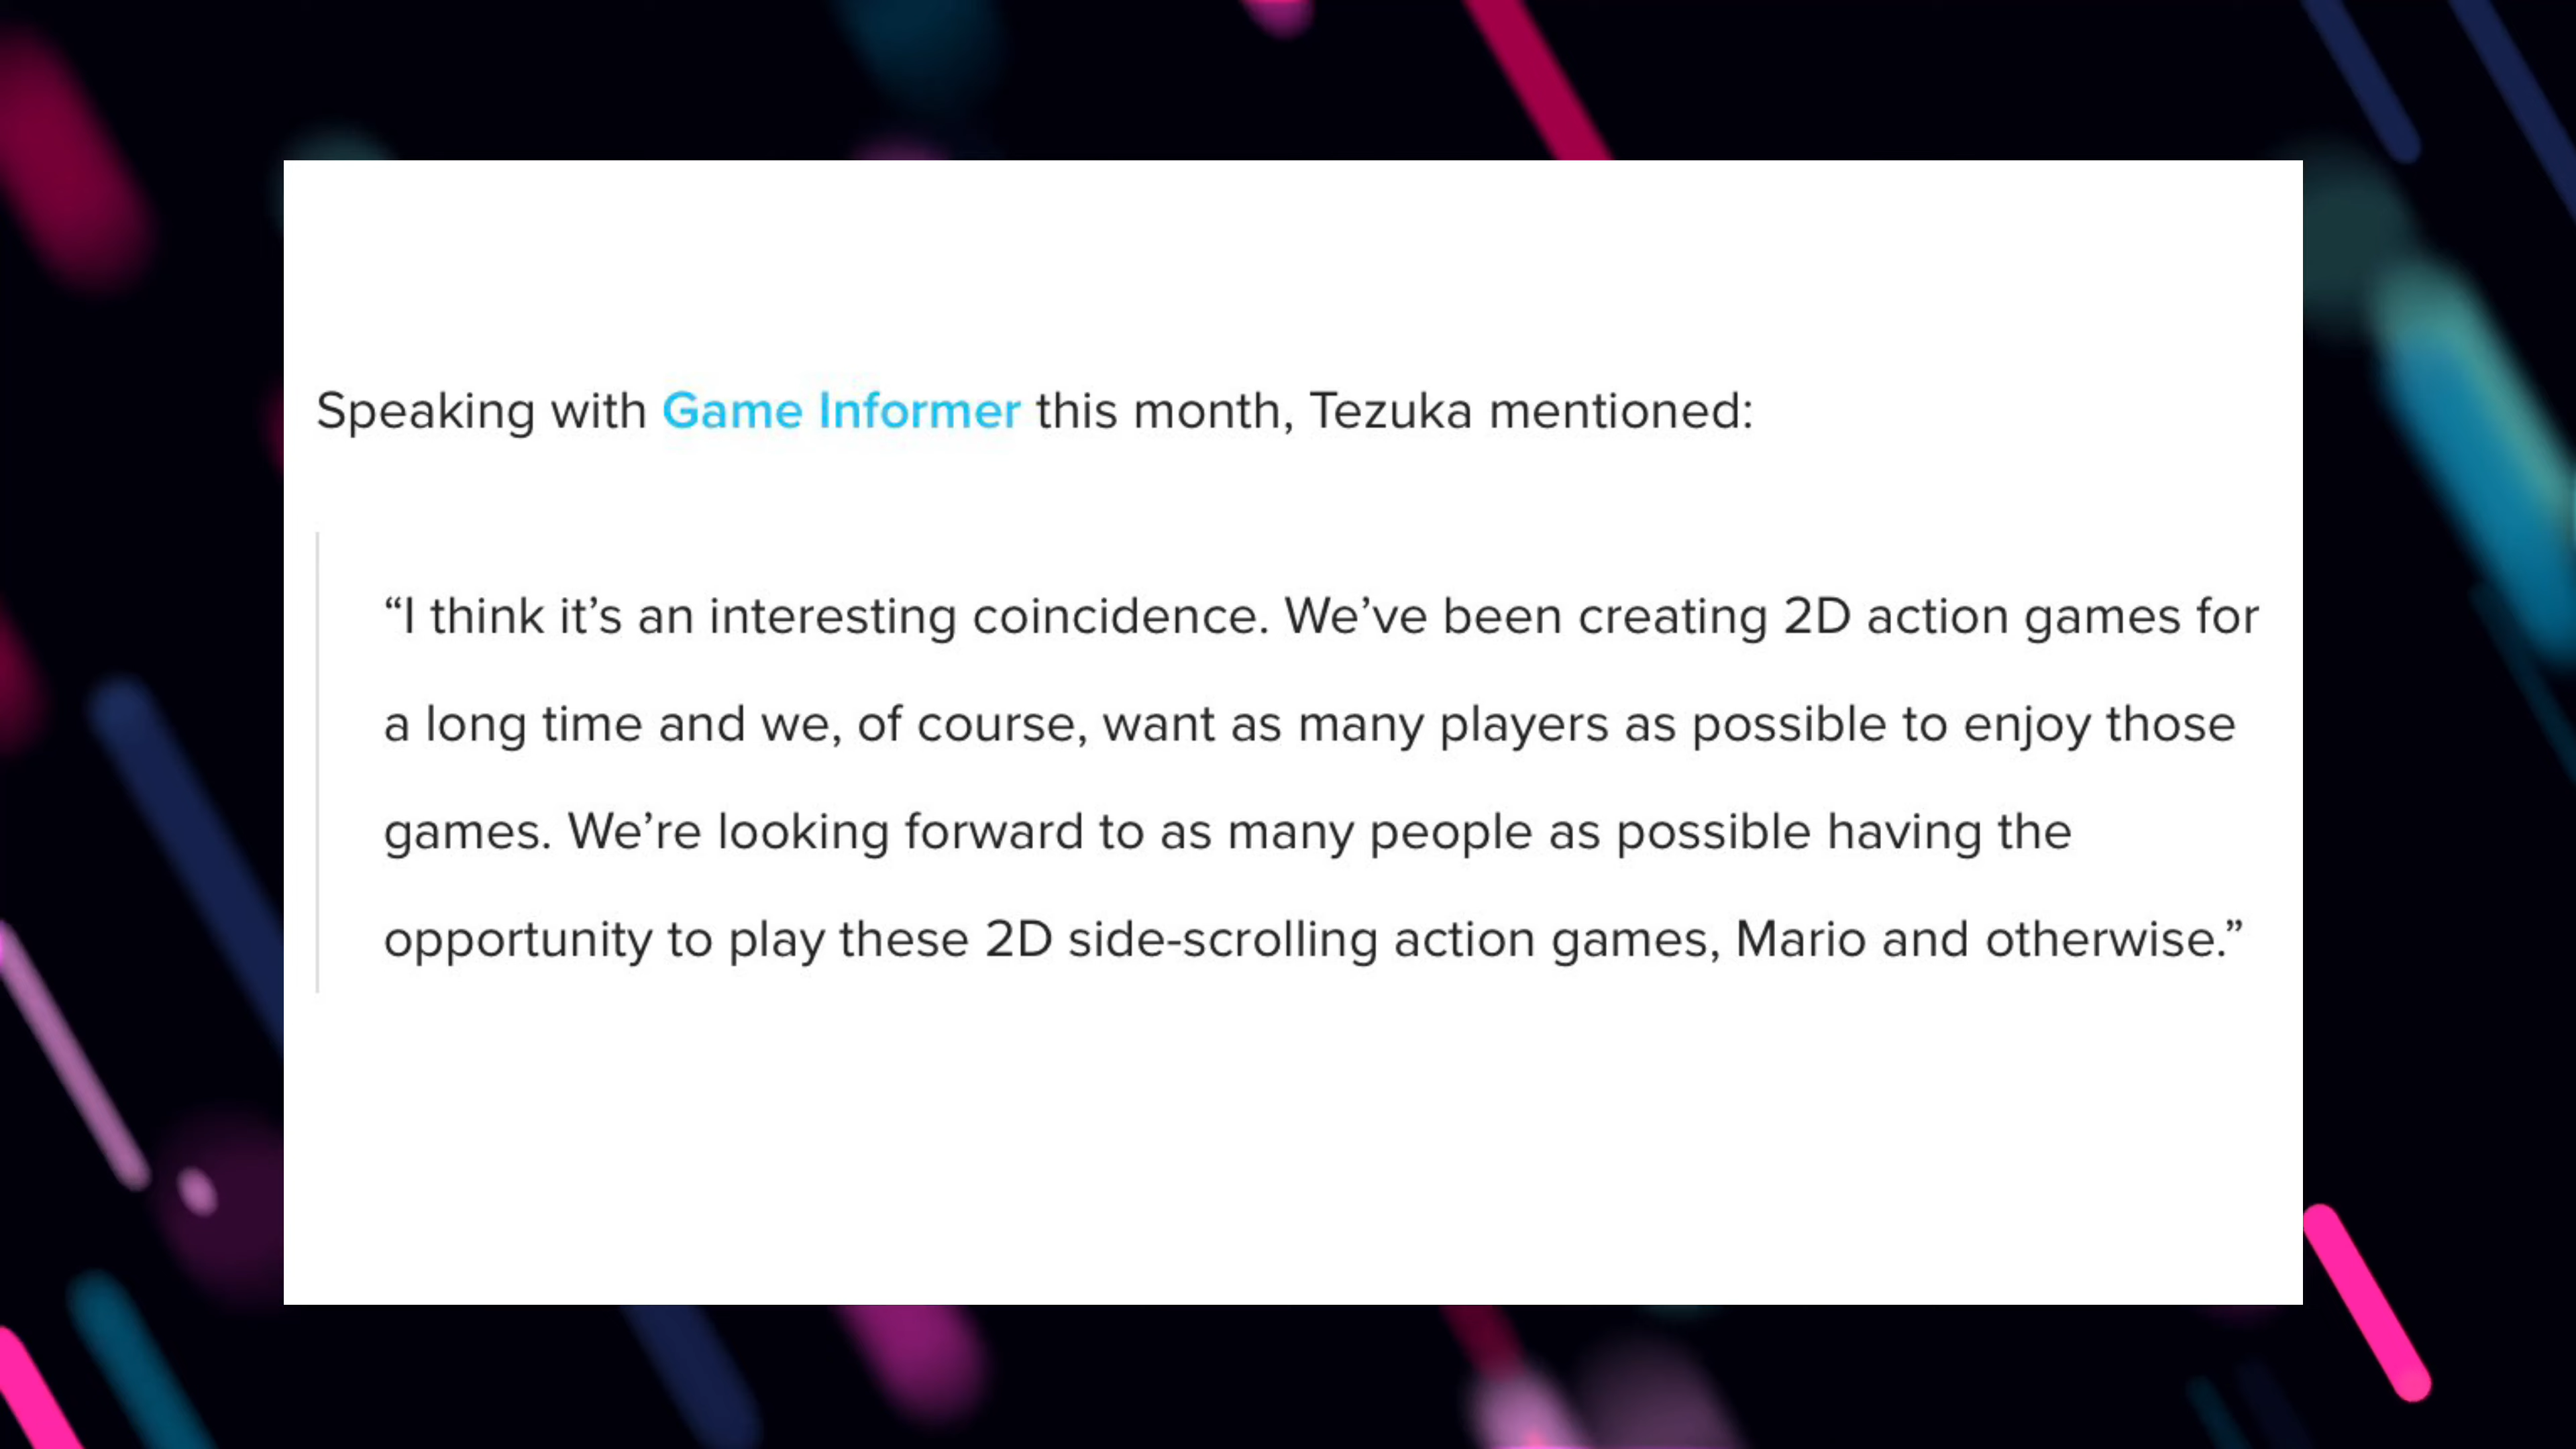 Speaking with Game Informer this month, Tezuka mentioned:
“I think it’s an interesting coincidence. We’ve been creating 2D action games for
a long time and we, of course, want as many players as possible to enjoy those
games. We’re looking forward to as many people as possible having the
opportunity to play these 2D side-scrolling action games, Mario and otherwise.”